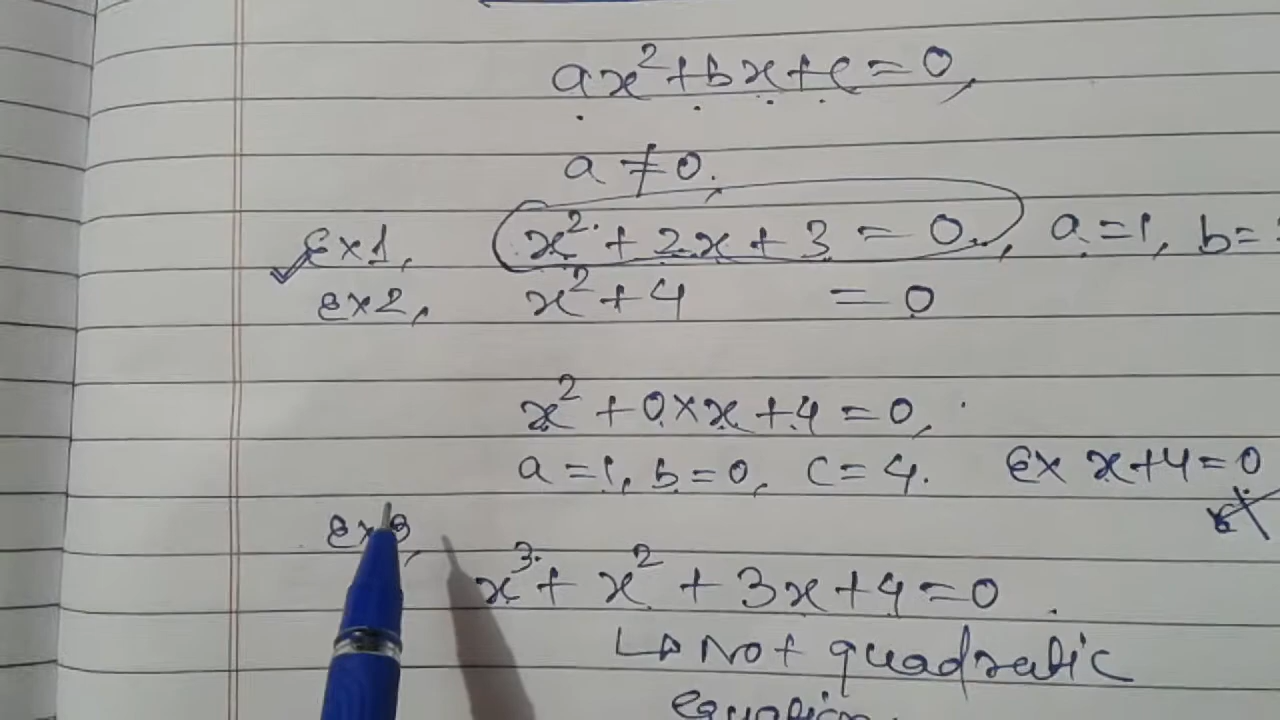 ax²+bx+c=0,
a≠0,
Ex1, x²+2x+3=0, a=1, b=
Ex2, x²+4 =0
x²+0×x+4=0,
a=1, b=0, c=4. Ex x+4=0
Ex3,
x³+x²+3x+4=0.
Not quadratic
equation